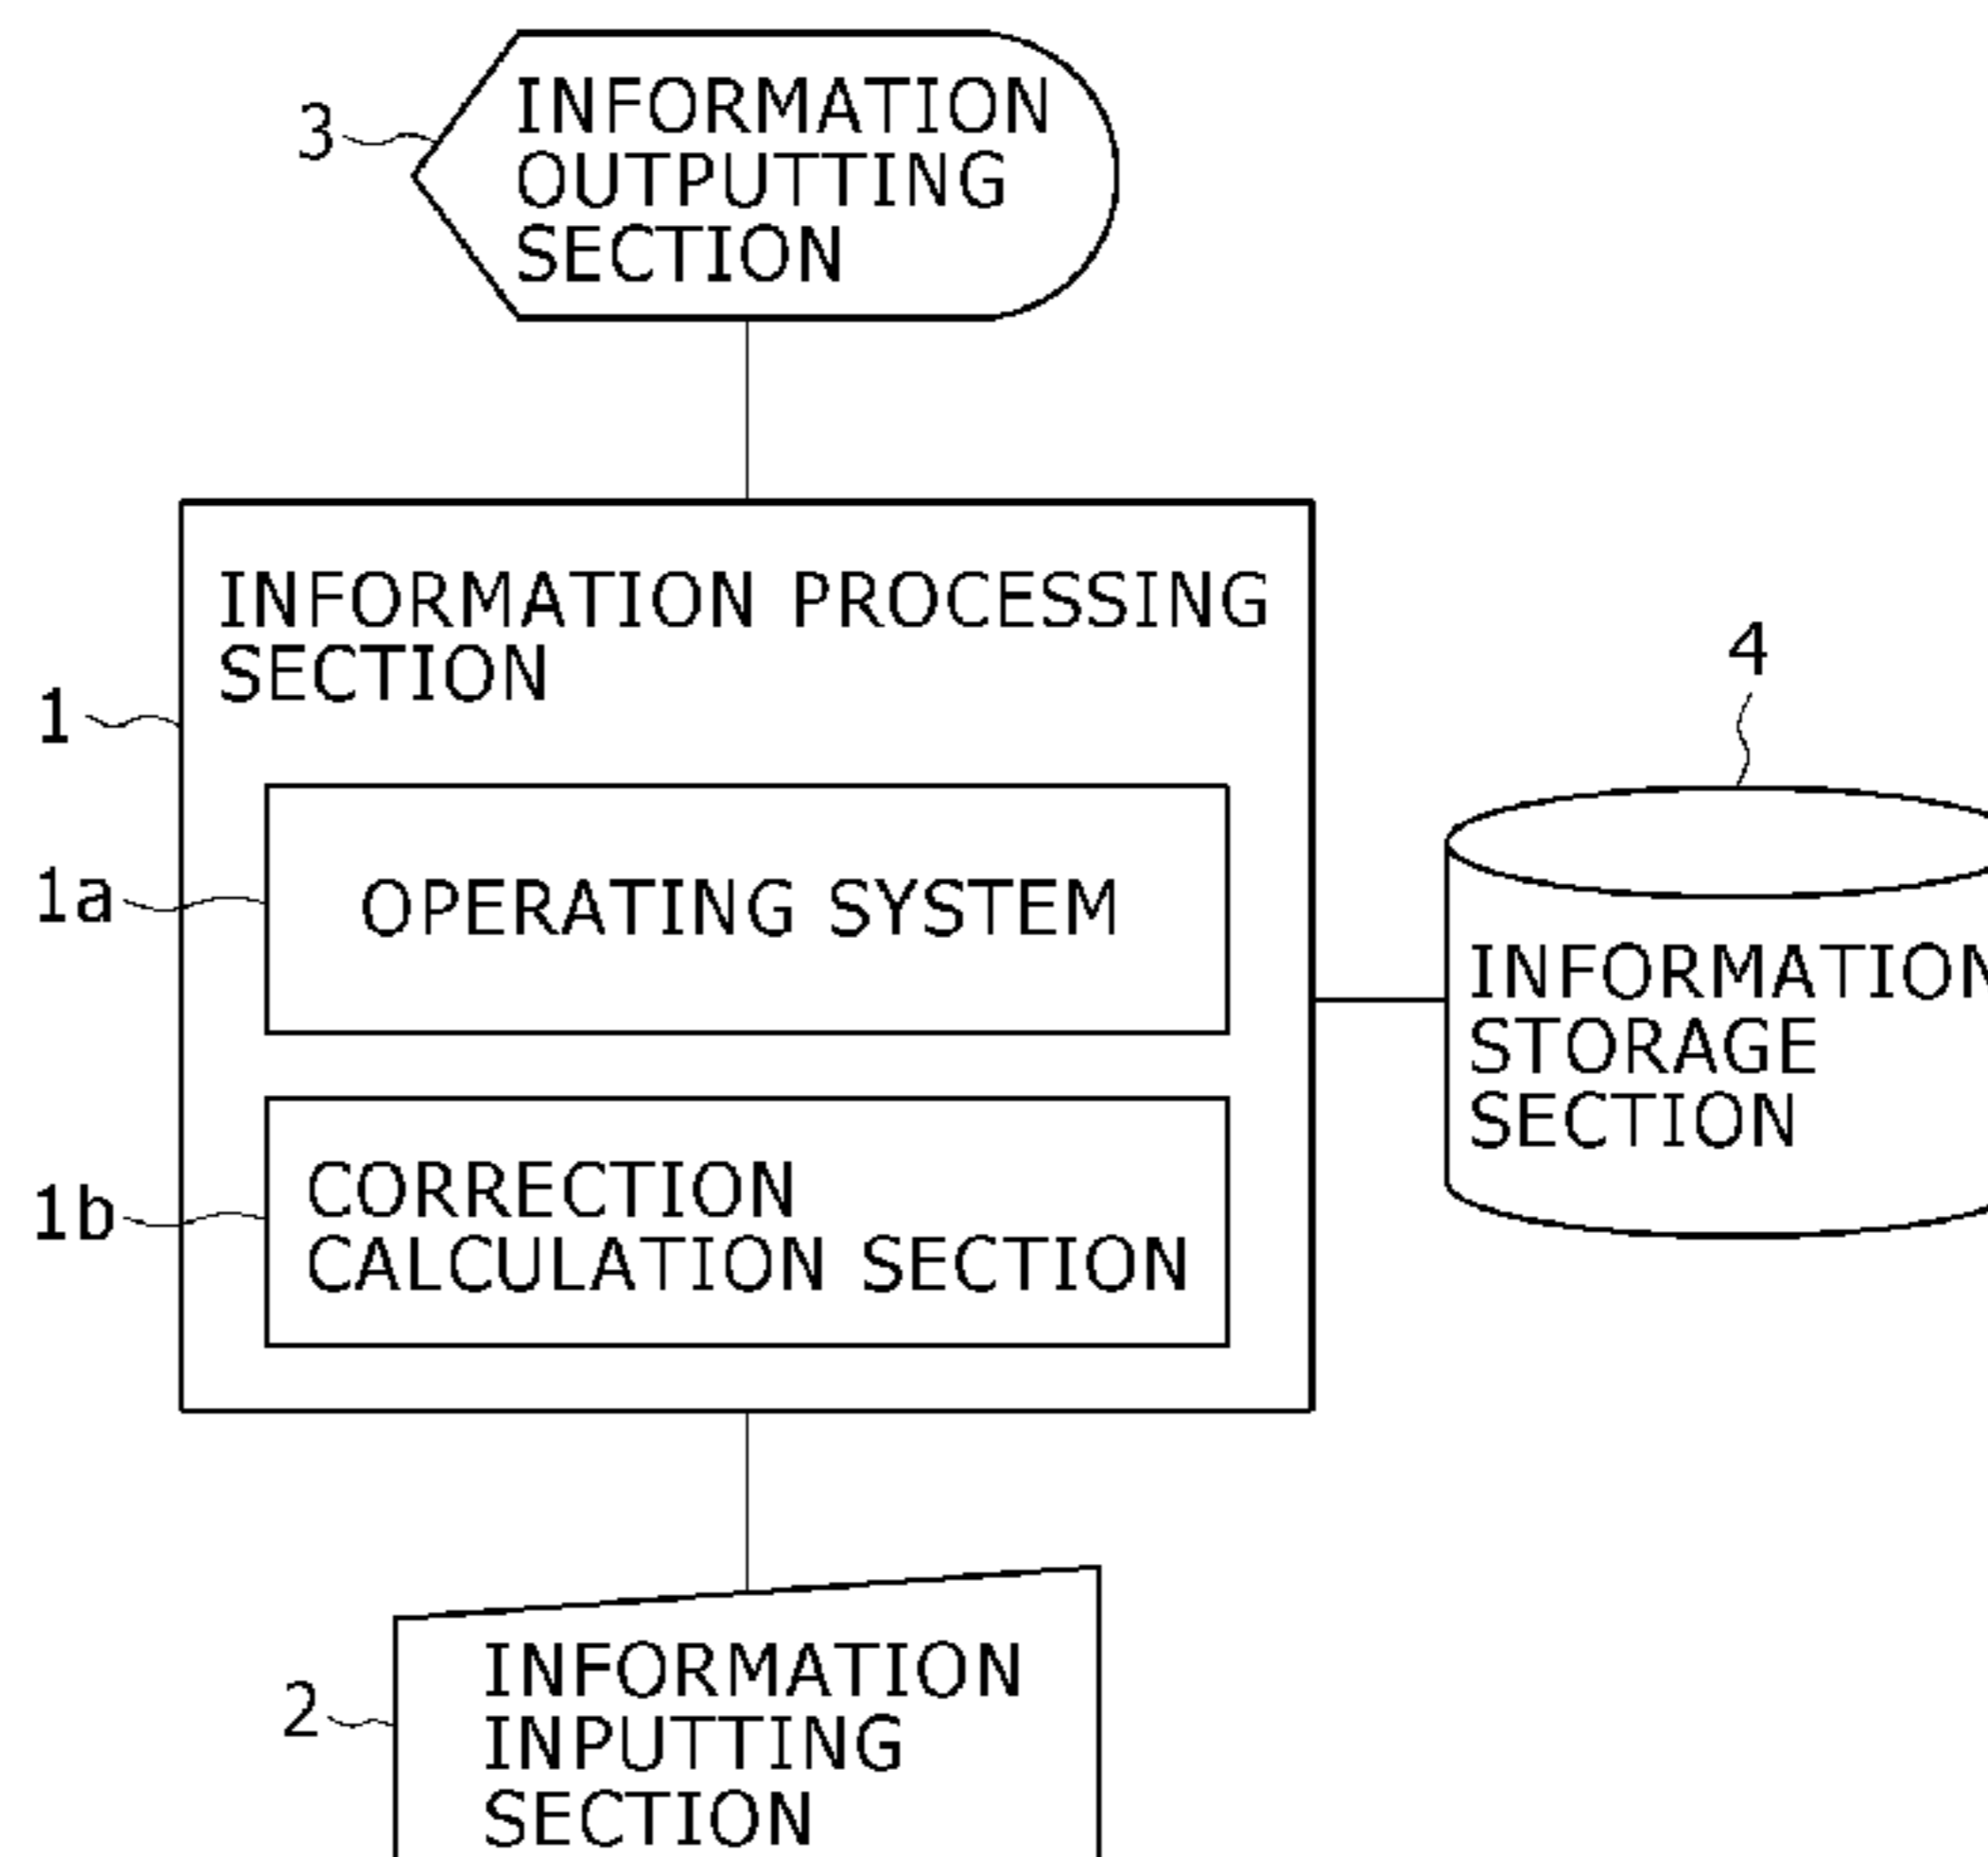 3
INFORMATION
OUTPUTTING
SECTION
INFORMATION PROCESSING
SECTION
1
4
1a
OPERATING SYSTEM
INFORMATION
STORAGE
SECTION
1b
CORRECTION
CALCULATION SECTION
2
INFORMATION
INPUTTING
SECTION